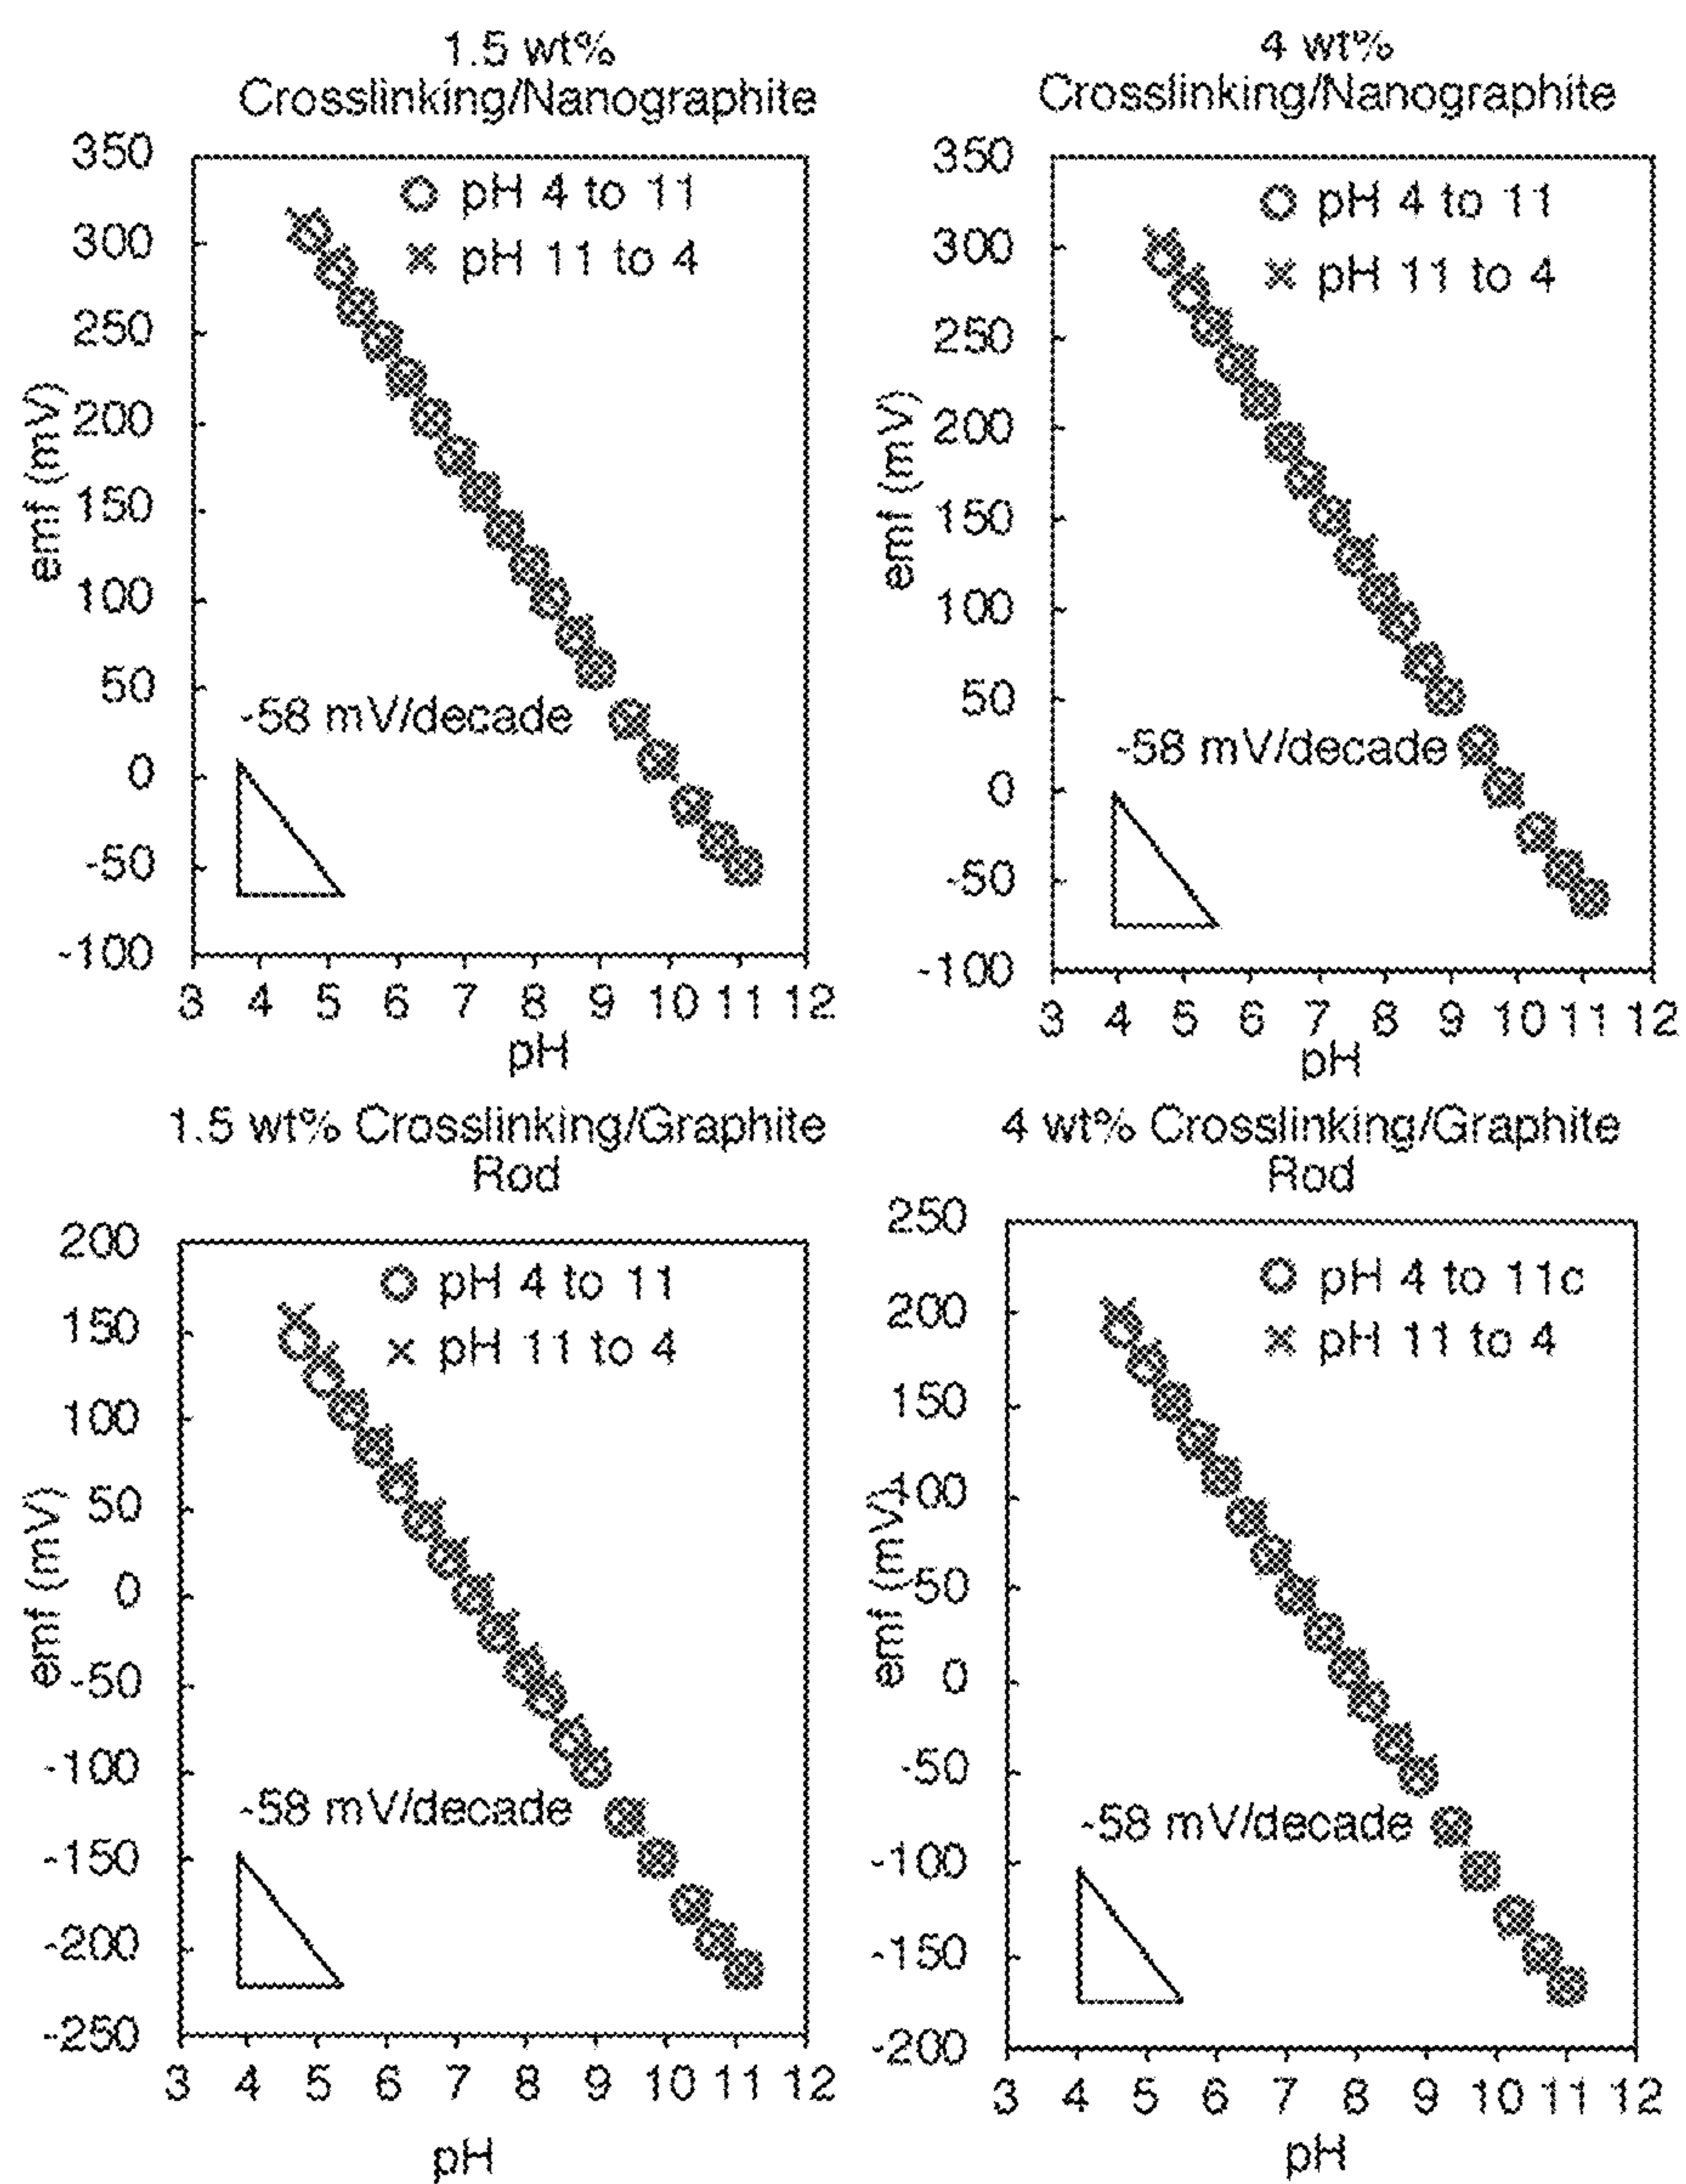 1.5 wt%
Crosslinking/Nanographite
350
300
250
200
150
100
50
0
-50
-100
emf (mV)
pH 4 to 11
pH 11 to 4
-58 mV/decade
3 4 5 6 7 8 9 10 11 12
pH
4 wt%
Crosslinking/Nanographite
350
300
250
200
150
100
50
0
-50
-100
emf (mV)
pH 4 to 11
pH 11 to 4
-58 mV/decade
3 4 5 6 7 8 9 10 11 12
pH
1.5 wt% Crosslinking/Graphite
Rod
200
150
100
50
0
-50
-100
-150
-200
-250
emf (mV)
pH 4 to 11
pH 11 to 4
-58 mV/decade
3 4 5 6 7 8 9 10 11 12
pH
4 wt% Crosslinking/Graphite
Rod
250
200
150
100
50
0
-50
-100
-150
-200
emf (mV)
pH 4 to 11c
pH 11 to 4
-58 mV/decade
3 4 5 6 7 8 9 10 11 12
pH